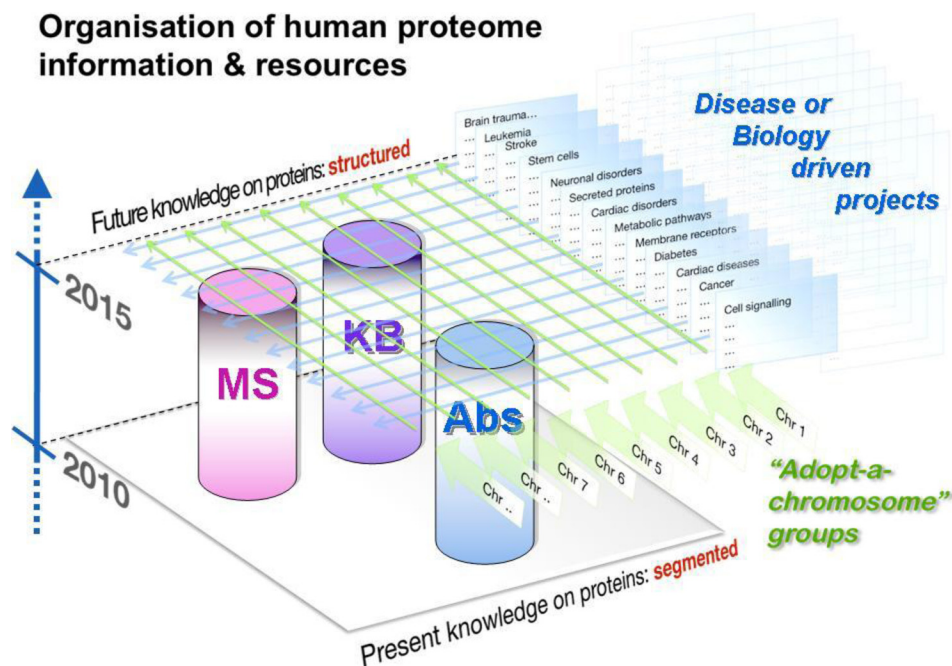 Organisation of human proteome
information & resources
Disease or
Biology
driven
projects
Brain trauma...
...
...
...
Leukemia
...
...
...
Stroke
...
...
...
Stem cells
...
...
...
Neuronal disorders
...
Secreted proteins
...
Cardiac disorders
...
Metabolic pathways
...
Membrane receptors
...
Diabetes
...
...
...
Cardiac diseases
...
...
...
Cancer
...
...
...
Cell signalling
...
...
...
...
Future knowledge on proteins: structured
2015
2010
MS
KB
Abs
Chr 1
Chr 2
Chr 3
Chr 4
Chr 5
Chr 6
Chr 7
Chr ..
Chr ..
"Adopt-a-
chromosome"
groups
Present knowledge on proteins: segmented